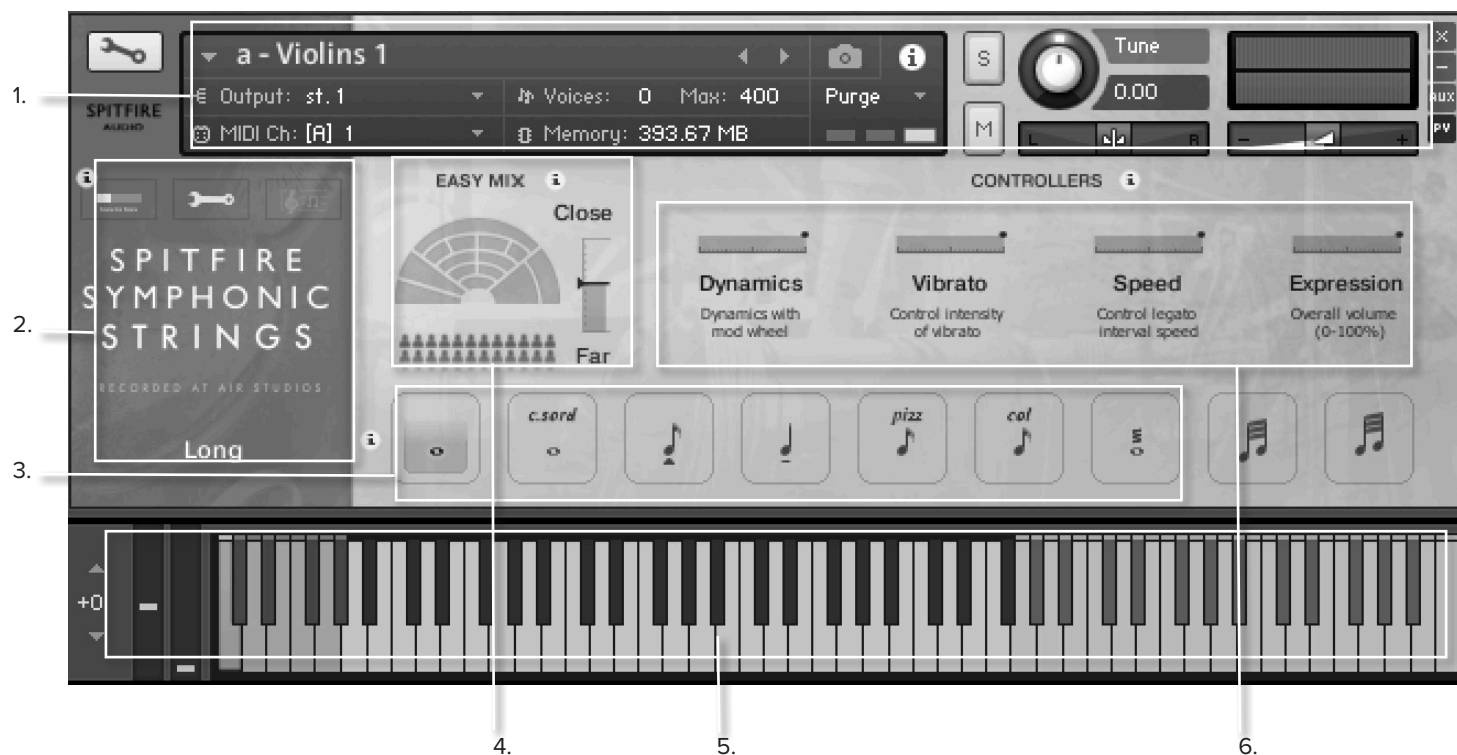 a - Violins 1
Output: st. 1
Voices: 0 Max: 400
Purge
MIDI Ch: [A] 1
Memory: 393.67 MB
S
M
Tune
0.00
L
R
-
+
X
-
AUX
PV
1.
SPITFIRE
AUDIO
EASY MIX
Close
Far
CONTROLLERS
Dynamics
Dynamics with
mod wheel
Vibrato
Control intensity
of vibrato
Speed
Control legato
interval speed
Expression
Overall volume
(0-100%)
2.
SPITFIRE
SYMPHONIC
STRINGS
RECORDED AT AIR STUDIOS
Long
3.
c.sord
pizz
col
+0
4.
5.
6.